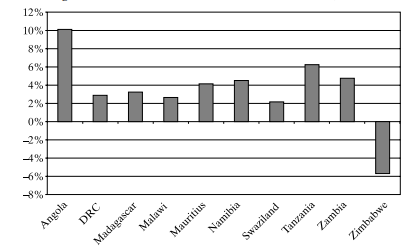 12%
10%
8%
6%
4%
2%
0%
–2%
–4%
–6%
–8%
Angola
DRC
Madagascar
Malawi
Mauritius
Namibia
Swaziland
Tanzania
Zambia
Zimbabwe